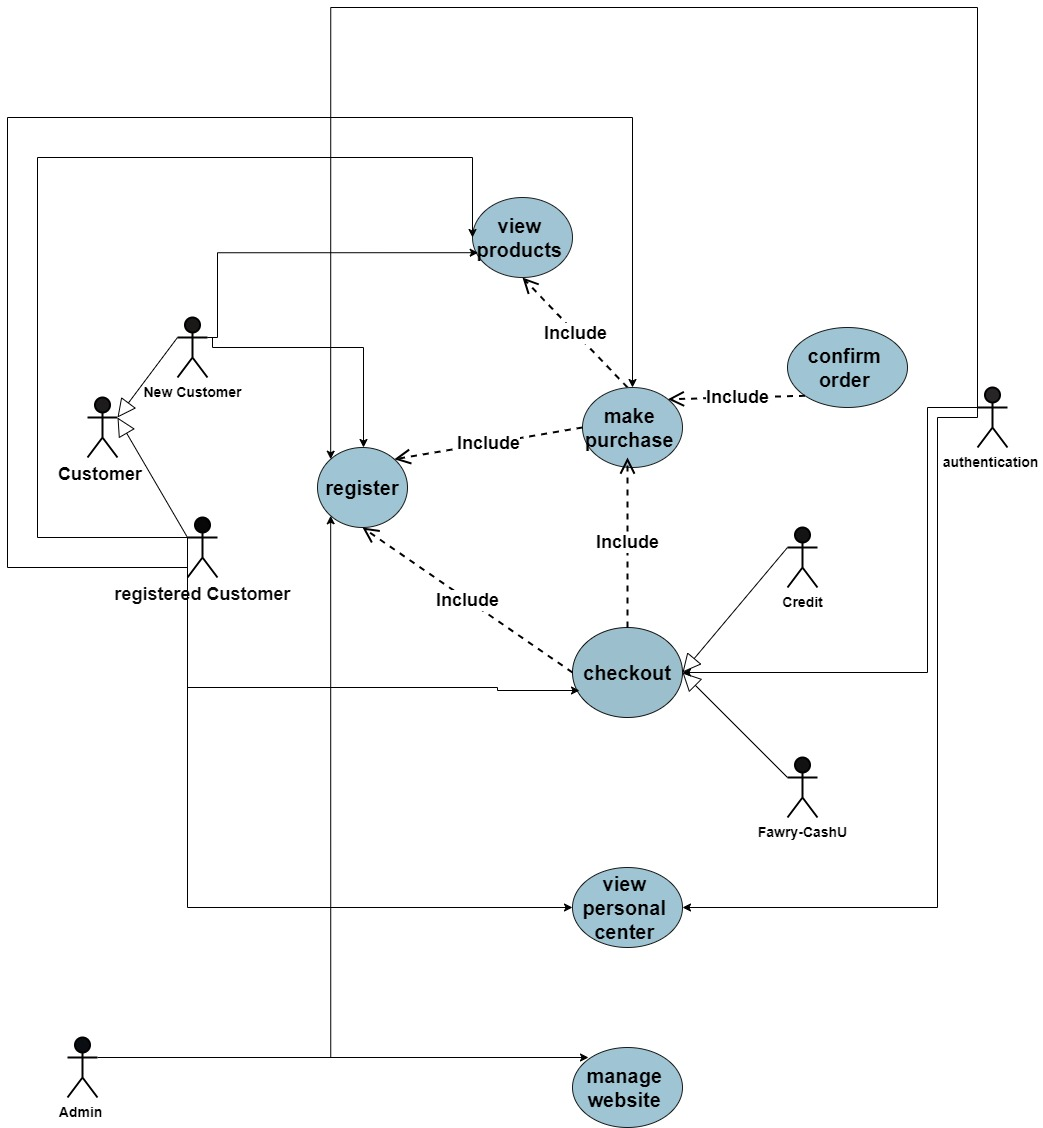 view
products
Include
confirm
order
New Customer
Include
make
purchase
Customer
Include
authentication
register
Include
registered Customer
Include
Credit
checkout
Fawry-CashU
view
personal
center
manage
website
Admin